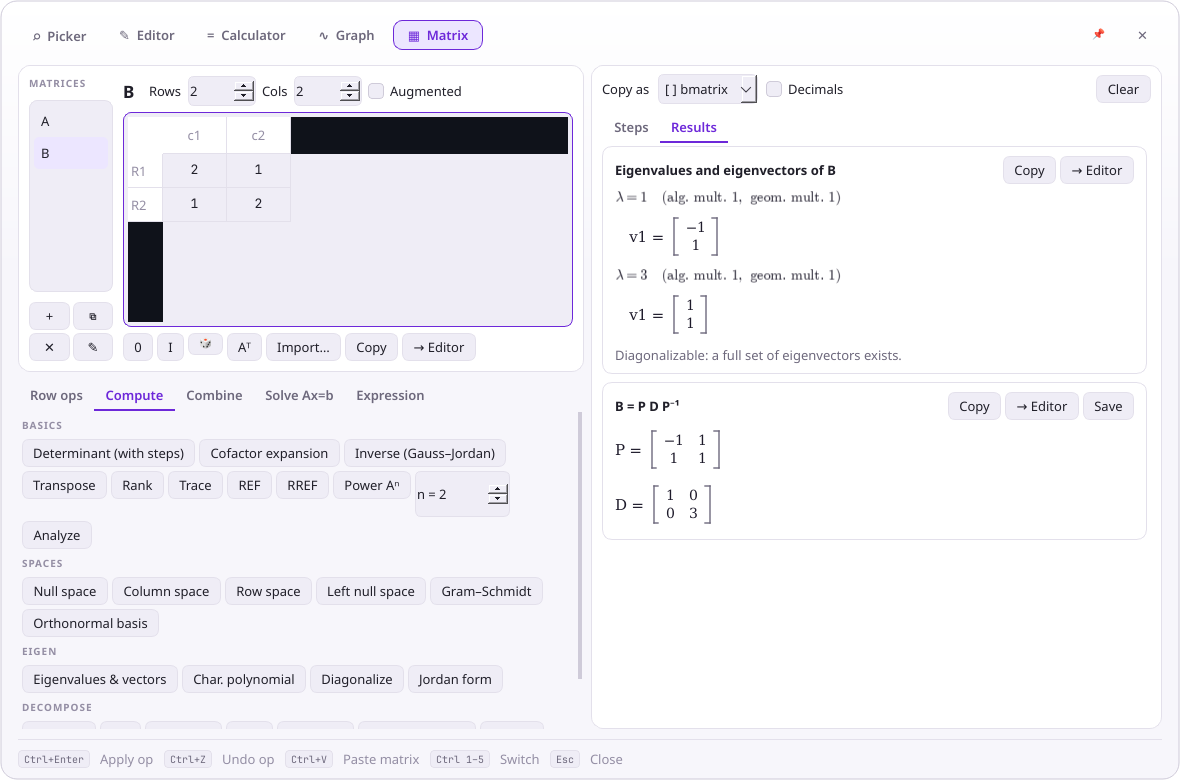 Picker Editor = Calculator Graph Matrix
MATRICES
A
B
B Rows 2 Cols 2 Augmented
c1 c2
R1 2 1
R2 1 2
+
0 I Aᵀ Import... Copy → Editor
Row ops Compute Combine Solve Ax=b Expression
BASICS
Determinant (with steps) Cofactor expansion Inverse (Gauss–Jordan)
Transpose Rank Trace REF RREF Power Aⁿ n = 2
Analyze
SPACES
Null space Column space Row space Left null space Gram–Schmidt
Orthonormal basis
EIGEN
Eigenvalues & vectors Char. polynomial Diagonalize Jordan form
DECOMPOSE
Copy as [ ] bmatrix Decimals Clear
Steps Results
Eigenvalues and eigenvectors of B Copy → Editor
λ = 1 (alg. mult. 1, geom. mult. 1)
v1 = [ −1
1 ]
λ = 3 (alg. mult. 1, geom. mult. 1)
v1 = [ 1
1 ]
Diagonalizable: a full set of eigenvectors exists.
B = P D P⁻¹ Copy → Editor Save
P = [ −1 1
1 1 ]
D = [ 1 0
0 3 ]
Ctrl+Enter Apply op Ctrl+Z Undo op Ctrl+V Paste matrix Ctrl 1–5 Switch Esc Close